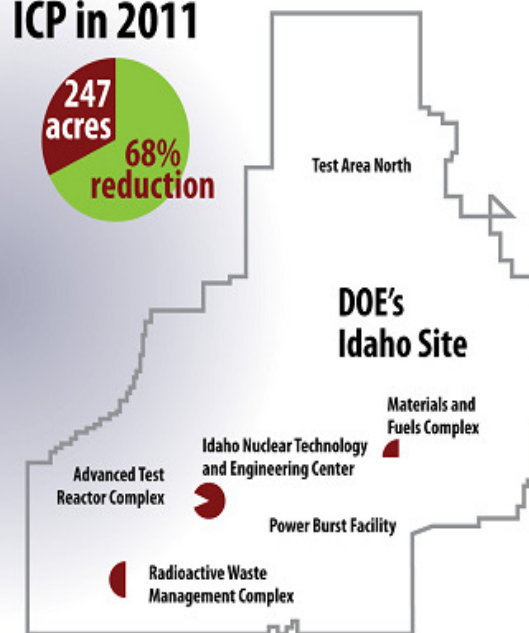 ICP in 2011
247
acres
68%
reduction
Test Area North
DOE's
Idaho Site
Materials and
Fuels Complex
Idaho Nuclear Technology
and Engineering Center
Advanced Test
Reactor Complex
Power Burst Facility
Radioactive Waste
Management Complex